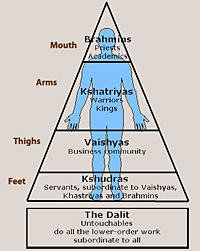 Mouth
Brahmins
Priests
Academics
Arms
Kshatriyas
Warriors
Kings
Thighs
Vaishyas
Business community
Feet
Kshudras
Servants, subordinate to Vaishyas,
Khastriyas and Brahmins
The Dalit
Untouchables
do all the lower-order work
subordinate to all